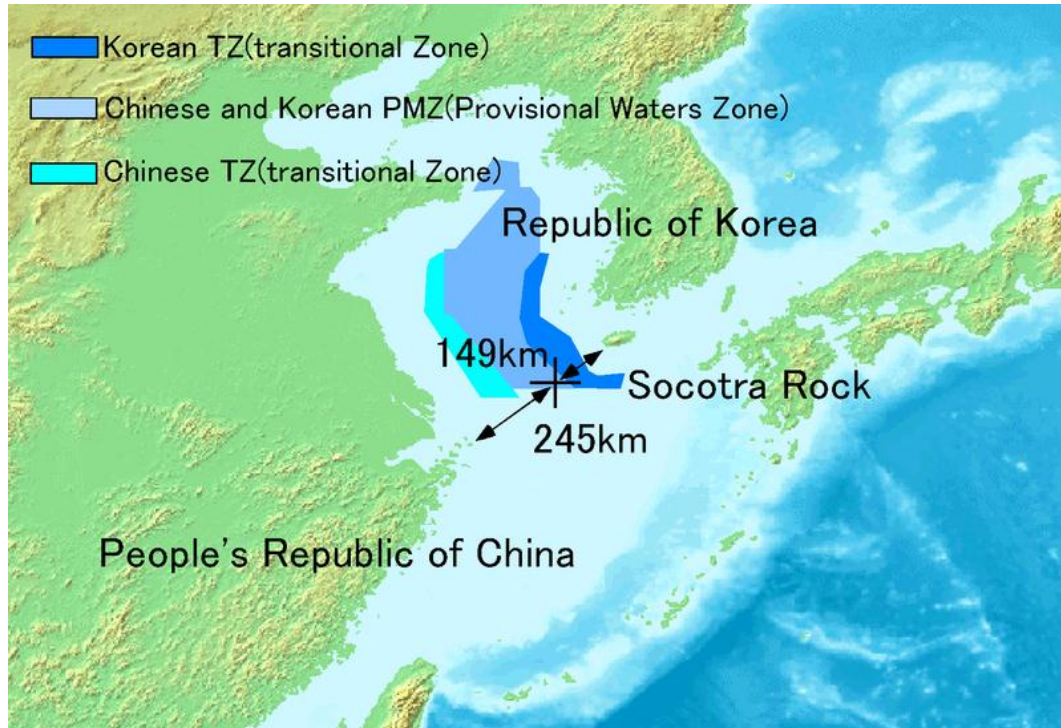 Korean TZ(transitional Zone)
Chinese and Korean PMZ(Provisional Waters Zone)
Chinese TZ(transitional Zone)
Republic of Korea
149km
Socotra Rock
245km
People's Republic of China